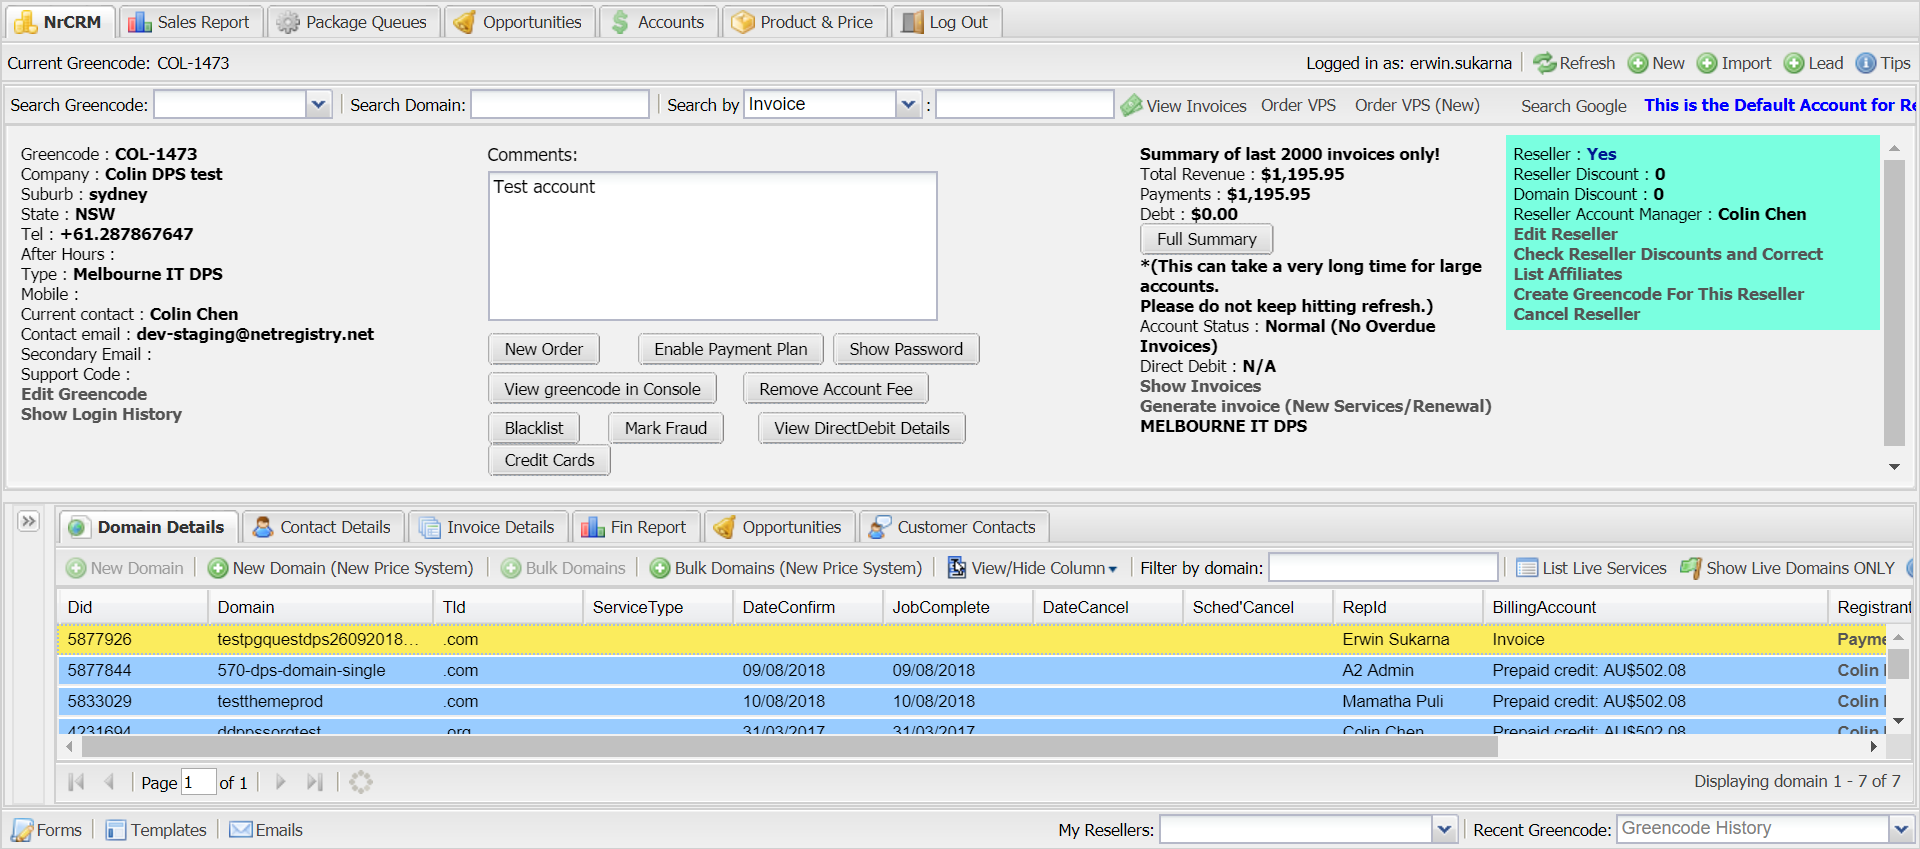 NrCRM Sales Report Package Queues Opportunities Accounts Product & Price Log Out
Current Greencode: COL-1473 Logged in as: erwin.sukarna Refresh New Import Lead Tips
Search Greencode: Search Domain: Search by Invoice : View Invoices Order VPS Order VPS (New) Search Google This is the Default Account for Re
Greencode : COL-1473
Company : Colin DPS test
Suburb : sydney
State : NSW
Tel : +61.287867647
After Hours :
Type : Melbourne IT DPS
Mobile :
Current contact : Colin Chen
Contact email : dev-staging@netregistry.net
Secondary Email :
Support Code :
Edit Greencode
Show Login History
Comments:
Test account
New Order Enable Payment Plan Show Password
View greencode in Console Remove Account Fee
Blacklist Mark Fraud View DirectDebit Details
Credit Cards
Summary of last 2000 invoices only!
Total Revenue : $1,195.95
Payments : $1,195.95
Debt : $0.00
Full Summary
*(This can take a very long time for large
accounts.
Please do not keep hitting refresh.)
Account Status : Normal (No Overdue
Invoices)
Direct Debit : N/A
Show Invoices
Generate invoice (New Services/Renewal)
MELBOURNE IT DPS
Reseller : Yes
Reseller Discount : 0
Domain Discount : 0
Reseller Account Manager : Colin Chen
Edit Reseller
Check Reseller Discounts and Correct
List Affiliates
Create Greencode For This Reseller
Cancel Reseller
Domain Details Contact Details Invoice Details Fin Report Opportunities Customer Contacts
New Domain New Domain (New Price System) Bulk Domains Bulk Domains (New Price System) View/Hide Column Filter by domain: List Live Services Show Live Domains ONLY
Did Domain Tld ServiceType DateConfirm JobComplete DateCancel Sched'Cancel RepId BillingAccount Registrant
5877926 testpgquestdps26092018... .com Erwin Sukarna Invoice Payme
5877844 570-dps-domain-single .com 09/08/2018 09/08/2018 A2 Admin Prepaid credit: AU$502.08 Colin
5833029 testthemeprod .com 10/08/2018 10/08/2018 Mamatha Puli Prepaid credit: AU$502.08 Colin
4231694 ddppssorgtest .org 31/03/2017 31/03/2017 Colin Chen Prepaid credit: AU$502.08 Colin
Page 1 of 1 Displaying domain 1 - 7 of 7
Forms Templates Emails My Resellers: Recent Greencode: Greencode History